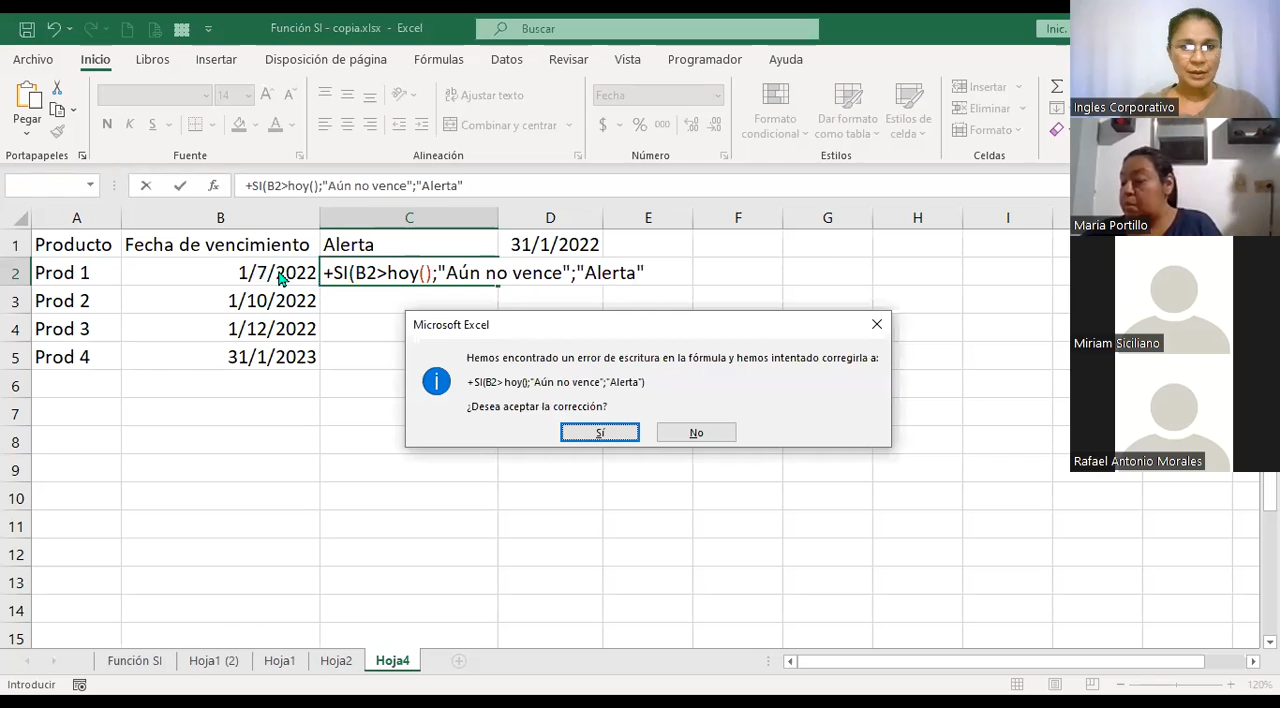 Función SI - copia.xlsx - Excel
Buscar
Inic.
Archivo Inicio Libros Insertar Disposición de página Fórmulas Datos Revisar Vista Programador Ayuda
Pegar
14
Ajustar texto
Combinar y centrar
Fecha
Formato condicional
Dar formato como tabla
Estilos de celda
Insertar
Eliminar
Formato
Portapapeles Fuente Alineación Número Estilos Celdas
+SI(B2>hoy();"Aún no vence";"Alerta"
A B C D E F G H I
1 Producto Fecha de vencimiento Alerta 31/1/2022
2 Prod 1 1/7/2022 +SI(B2>hoy();"Aún no vence";"Alerta"
3 Prod 2 1/10/2022
4 Prod 3 1/12/2022
5 Prod 4 31/1/2023
6
7
8
9
10
11
12
13
14
15
Microsoft Excel
Hemos encontrado un error de escritura en la fórmula y hemos intentado corregirla a:
+SI(B2>hoy();"Aún no vence";"Alerta")
¿Desea aceptar la corrección?
Sí No
Ingles Corporativo
Maria Portillo
Miriam Siciliano
Rafael Antonio Morales
Función SI Hoja1 (2) Hoja1 Hoja2 Hoja4
Introducir
120%